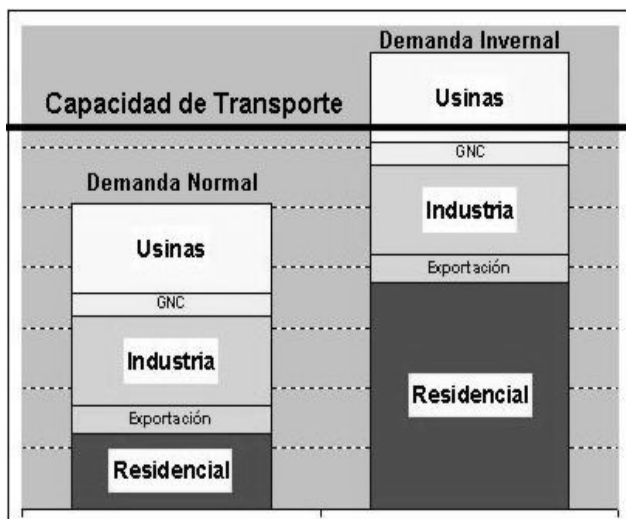 Demanda Invernal
Usinas
Capacidad de Transporte
GNC
Demanda Normal
Industria
Usinas
Exportación
GNC
Industria
Residencial
Exportación
Residencial